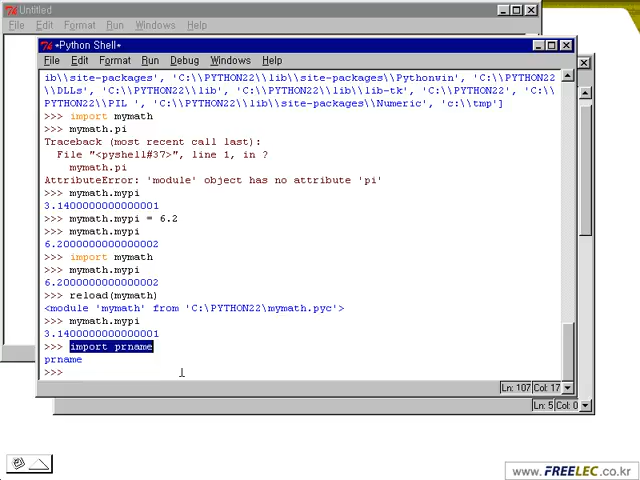 Untitled
File Edit Format Run Windows Help
*Python Shell*
File Edit Format Run Debug Windows Help
ib\\site-packages', 'C:\\PYTHON22\\lib\\site-packages\\Pythonwin', 'C:\\PYTHON22
\\DLLs', 'C:\\PYTHON22\\lib', 'C:\\PYTHON22\\lib\\lib-tk', 'C:\\PYTHON22', 'C:\\
PYTHON22\\PIL ', 'C:\\PYTHON22\\lib\\site-packages\\Numeric', 'c:\\tmp']
>>> import mymath
>>> mymath.pi
Traceback (most recent call last):
File "<pyshell#37>", line 1, in ?
mymath.pi
AttributeError: 'module' object has no attribute 'pi'
>>> mymath.mypi
3.1400000000000001
>>> mymath.mypi = 6.2
>>> mymath.mypi
6.2000000000000002
>>> import mymath
>>> mymath.mypi
6.2000000000000002
>>> reload(mymath)
<module 'mymath' from 'C:\PYTHON22\mymath.pyc'>
>>> mymath.mypi
3.1400000000000001
>>> import prname
prname
>>>
Ln: 107 Col: 17
Ln: 5 Col: 0
www.FREELEC.co.kr